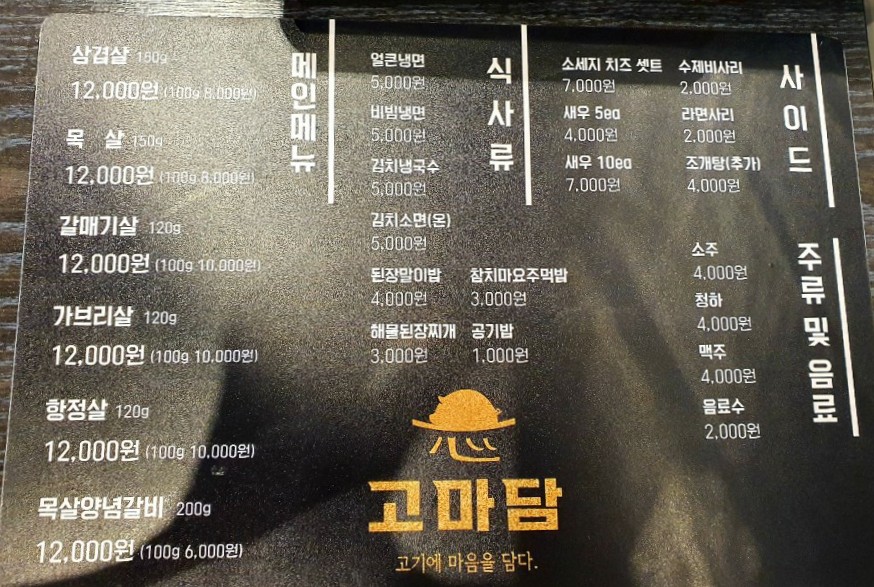 메인메뉴
삼겹살 150g
12,000원 (100g 8,000원)
목 살 150g
12,000원 (100g 8,000원)
갈매기살 120g
12,000원 (100g 10,000원)
가브리살 120g
12,000원 (100g 10,000원)
항정살 120g
12,000원 (100g 10,000원)
목살양념갈비 200g
12,000원 (100g 6,000원)
식사류
얼큰냉면
5,000원
비빔냉면
5,000원
김치냉국수
5,000원
김치소면(온)
5,000원
된장말이밥 참치마요주먹밥
4,000원 3,000원
해물된장찌개 공기밥
3,000원 1,000원
사이드
소세지 치즈 셋트 수제비사리
7,000원 2,000원
새우 5ea 라면사리
4,000원 2,000원
새우 10ea 조개탕(추가)
7,000원 4,000원
주류 및 음료
소주
4,000원
청하
4,000원
맥주
4,000원
음료수
2,000원
고마담
고기에 마음을 담다.